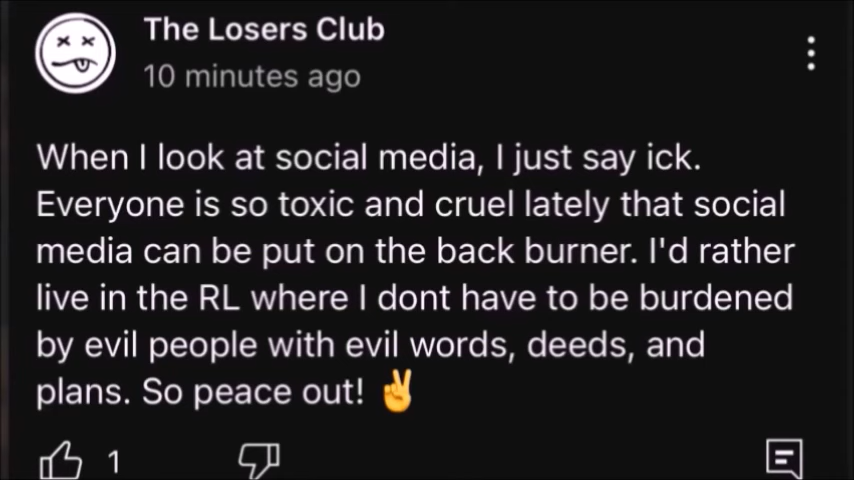 The Losers Club
10 minutes ago
When I look at social media, I just say ick.
Everyone is so toxic and cruel lately that social
media can be put on the back burner. I'd rather
live in the RL where I dont have to be burdened
by evil people with evil words, deeds, and
plans. So peace out! ✌️
1